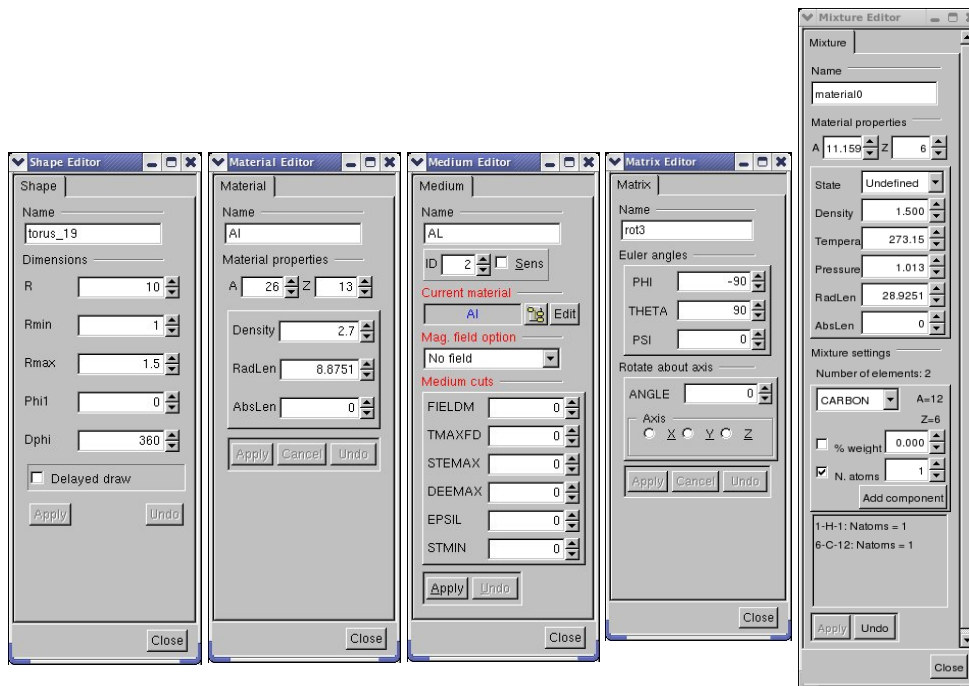 Shape Editor
Shape
Name
torus_19
Dimensions
R 10
Rmin 1
Rmax 1.5
Phi1 0
Dphi 360
Delayed draw
Apply Undo
Close
Material Editor
Material
Name
Al
Material properties
A 26 Z 13
Density 2.7
RadLen 8.8751
AbsLen 0
Apply Cancel Undo
Close
Medium Editor
Medium
Name
AL
ID 2 Sens
Current material
Al Edit
Mag. field option
No field
Medium cuts
FIELDM 0
TMAXFD 0
STEMAX 0
DEEMAX 0
EPSIL 0
STMIN 0
Apply Undo
Close
Matrix Editor
Matrix
Name
rot3
Euler angles
PHI -90
THETA 90
PSI 0
Rotate about axis
ANGLE 0
Axis
X Y Z
Apply Cancel Undo
Close
Mixture Editor
Mixture
Name
material0
Material properties
A 11.159 Z 6
State Undefined
Density 1.500
Tempera 273.15
Pressure 1.013
RadLen 28.9251
AbsLen 0
Mixture settings
Number of elements: 2
CARBON A=12
Z=6
% weight 0.000
N. atoms 1
Add component
1-H-1: Natoms = 1
6-C-12: Natoms = 1
Apply Undo
Close